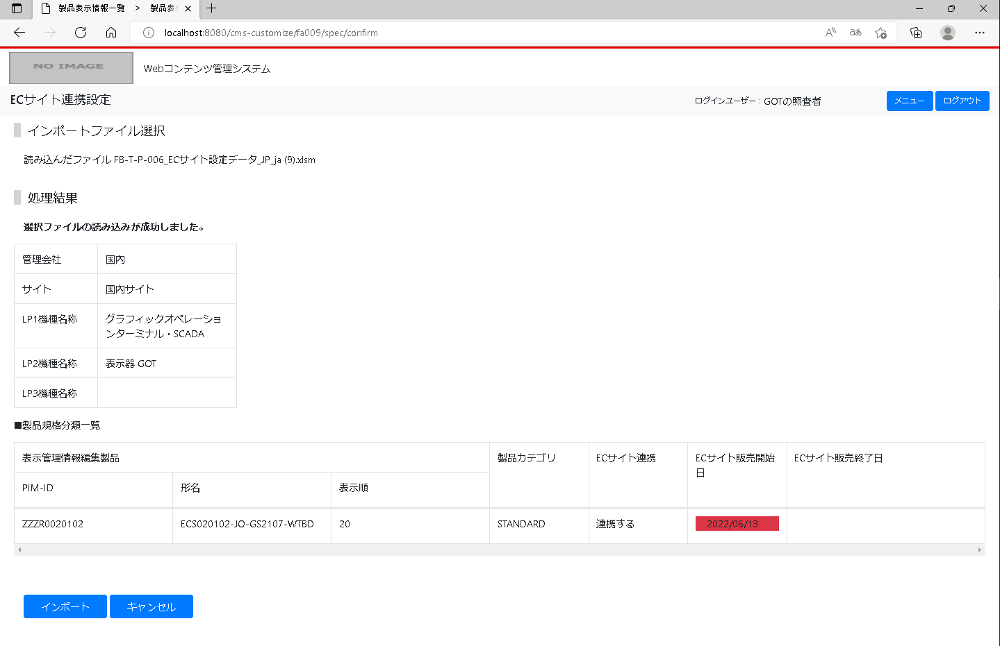 製品表示情報一覧 > 製品表示
localhost:8080/cms-customize/fa009/spec/confirm
NO IMAGE
Webコンテンツ管理システム
ECサイト連携設定
ログインユーザー : GOTの照査者
メニュー
ログアウト
インポートファイル選択
読み込んだファイル FB-T-P-006_ECサイト設定データ_JP_ja (9).xlsm
処理結果
選択ファイルの読み込みが成功しました。
管理会社 国内
サイト 国内サイト
LP1機種名称 グラフィックオペレーショ
ンターミナル・SCADA
LP2機種名称 表示器 GOT
LP3機種名称
■製品規格分類一覧
表示管理情報編集製品 製品カテゴリ ECサイト連携 ECサイト販売開始 ECサイト販売終了日
日
PIM-ID 形名 表示順
ZZZR0020102 ECS020102-JO-GS2107-WTBD 20 STANDARD 連携する 2022/06/13
インポート キャンセル